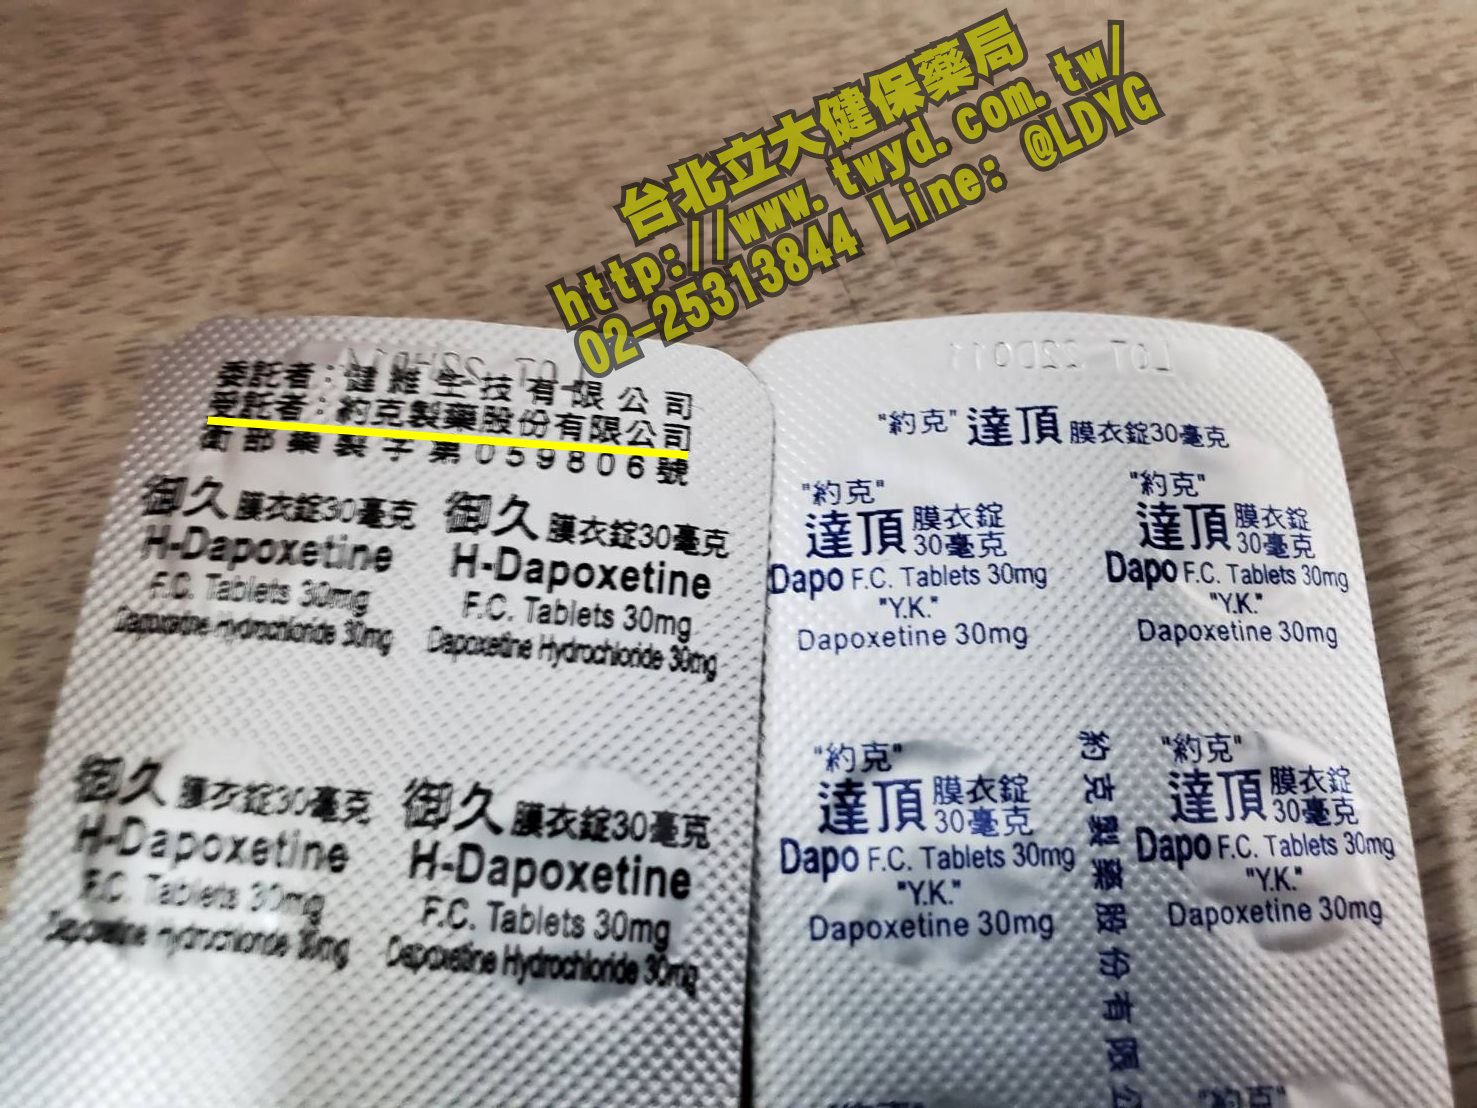 台北立大健保藥局
http://www.twyd.com.tw/
02-25313844 Line: @LDYG
委託者:健維生技有限公司
受託者:約克製藥股份有限公司
衛部藥製字第059806號
御久膜衣錠30毫克
H-Dapoxetine
F.C. Tablets 30mg
Dapoxetine Hydrochloride 30mg
御久膜衣錠30毫克
H-Dapoxetine
F.C. Tablets 30mg
Dapoxetine Hydrochloride 30mg
御久膜衣錠30毫克
H-Dapoxetine
F.C. Tablets 30mg
Dapoxetine Hydrochloride 30mg
御久膜衣錠30毫克
H-Dapoxetine
F.C. Tablets 30mg
Dapoxetine Hydrochloride 30mg
LOT 22D011
"約克"達頂膜衣錠30毫克
"約克"
達頂膜衣錠
30毫克
Dapo F.C. Tablets 30mg
"Y.K."
Dapoxetine 30mg
"約克"
達頂膜衣錠
30毫克
Dapo F.C. Tablets 30mg
"Y.K."
Dapoxetine 30mg
"約克"
達頂膜衣錠
30毫克
Dapo F.C. Tablets 30mg
"Y.K."
Dapoxetine 30mg
約克製藥股份有限公
"約克"
達頂膜衣錠
30毫克
Dapo F.C. Tablets 30mg
"Y.K."
Dapoxetine 30mg
"約克"